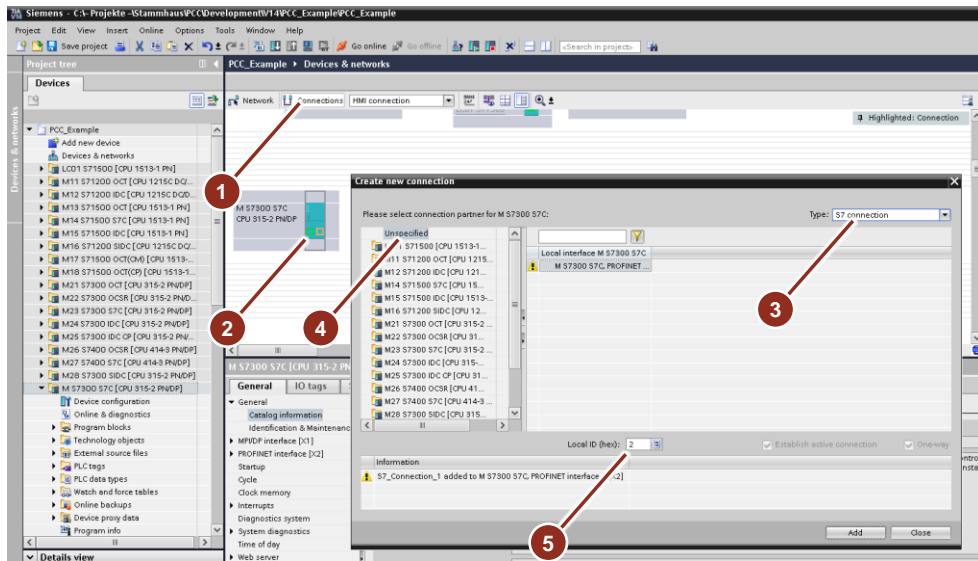 Siemens - C:\- Projekte -\Stammhaus\PCC\Development\V14\PCC_Example\PCC_Example
Project Edit View Insert Online Options Tools Window Help
Save project Go online Go offline <Search in project>
Project tree
PCC_Example ▸ Devices & networks
Devices
Devices & networks
Network Connections HMI connection
Highlighted: Connection
PCC_Example
Add new device
Devices & networks
LC01 S71500 [CPU 1513-1 PN]
M11 S71200 OCT [CPU 1215C DC/...
M12 S71200 IDC [CPU 1215C DC/D...
M13 S71500 OCT [CPU 1513-1 PN]
M14 S71500 S7C [CPU 1513-1 PN]
M15 S71500 IDC [CPU 1513-1 PN]
M16 S71200 SIDC [CPU 1215C DC/...
M17 S71500 OCT(CM) [CPU 1513-...
M18 S71500 OCT(CP) [CPU 1513-1...
M21 S7300 OCT [CPU 315-2 PN/DP]
M22 S7300 OCSR [CPU 315-2 PN/D...
M23 S7300 S7C [CPU 315-2 PN/DP]
M24 S7300 IDC [CPU 315-2 PN/DP]
M25 S7300 IDC CP [CPU 315-2 PN/...
M26 S7400 OCSR [CPU 414-3 PN/DP]
M27 S7400 S7C [CPU 414-3 PN/DP]
M28 S7300 SIDC [CPU 315-2 PN/DP]
M S7300 S7C [CPU 315-2 PN/DP]
Device configuration
Online & diagnostics
Program blocks
Technology objects
External source files
PLC tags
PLC data types
Watch and force tables
Online backups
Device proxy data
Program info
Details view
1
M S7300 S7C
CPU 315-2 PN/DP
2
4
3
5
M S7300 S7C [CPU 315-2 PN
General IO tags
General
Catalog information
Identification & Maintenanc
MPI/DP interface [X1]
PROFINET interface [X2]
Startup
Cycle
Clock memory
Interrupts
Diagnostics system
System diagnostics
Time of day
Web server
Create new connection
Please select connection partner for M S7300 S7C:
Type: S7 connection
Unspecified
S71500 [CPU 1513-1...
M11 S71200 OCT [CPU 1215...
M12 S71200 IDC [CPU 121...
M14 S71500 S7C [CPU 15...
M15 S71500 IDC [CPU 1513-...
M16 S71200 SIDC [CPU 12...
M21 S7300 OCT [CPU 315-2 ...
M22 S7300 OCSR [CPU 31...
M23 S7300 S7C [CPU 315-2 ...
M24 S7300 IDC [CPU 315-...
M25 S7300 IDC CP [CPU 31...
M26 S7400 OCSR [CPU 41...
M27 S7400 S7C [CPU 414-3 ...
M28 S7300 SIDC [CPU 315...
Local interface M S7300 S7C
M S7300 S7C, PROFINET ...
Local ID (hex): 2
Establish active connection One-way
Information
S7_Connection_1 added to M S7300 S7C, PROFINET interface X2]
Add Close